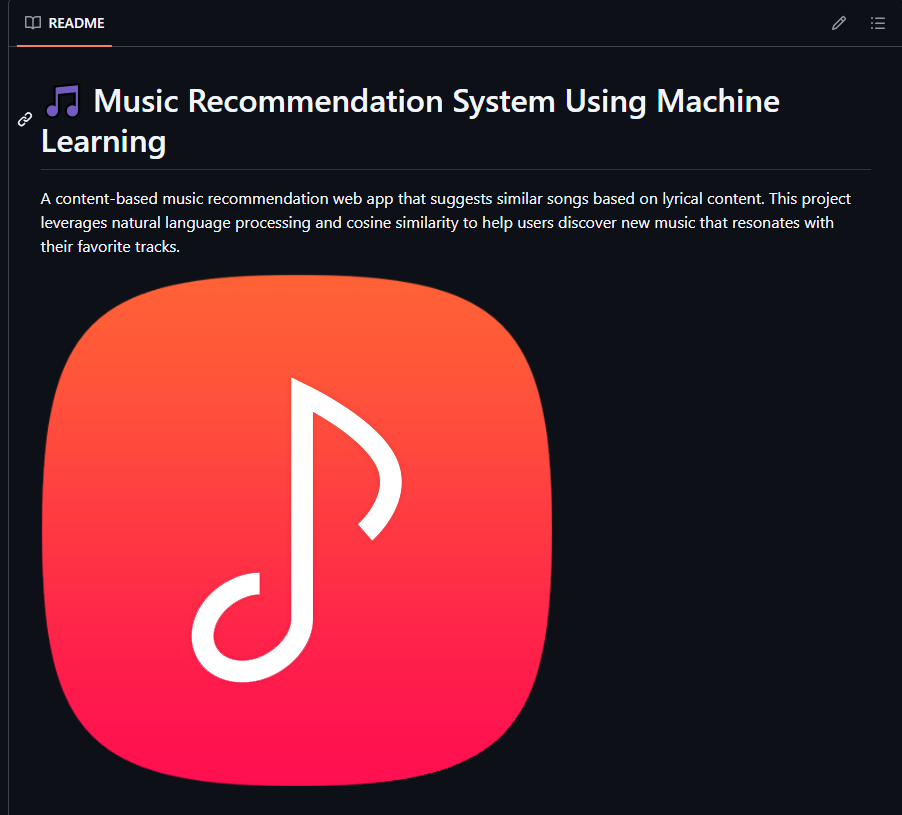 README
🎵 Music Recommendation System Using Machine
Learning
A content-based music recommendation web app that suggests similar songs based on lyrical content. This project
leverages natural language processing and cosine similarity to help users discover new music that resonates with
their favorite tracks.